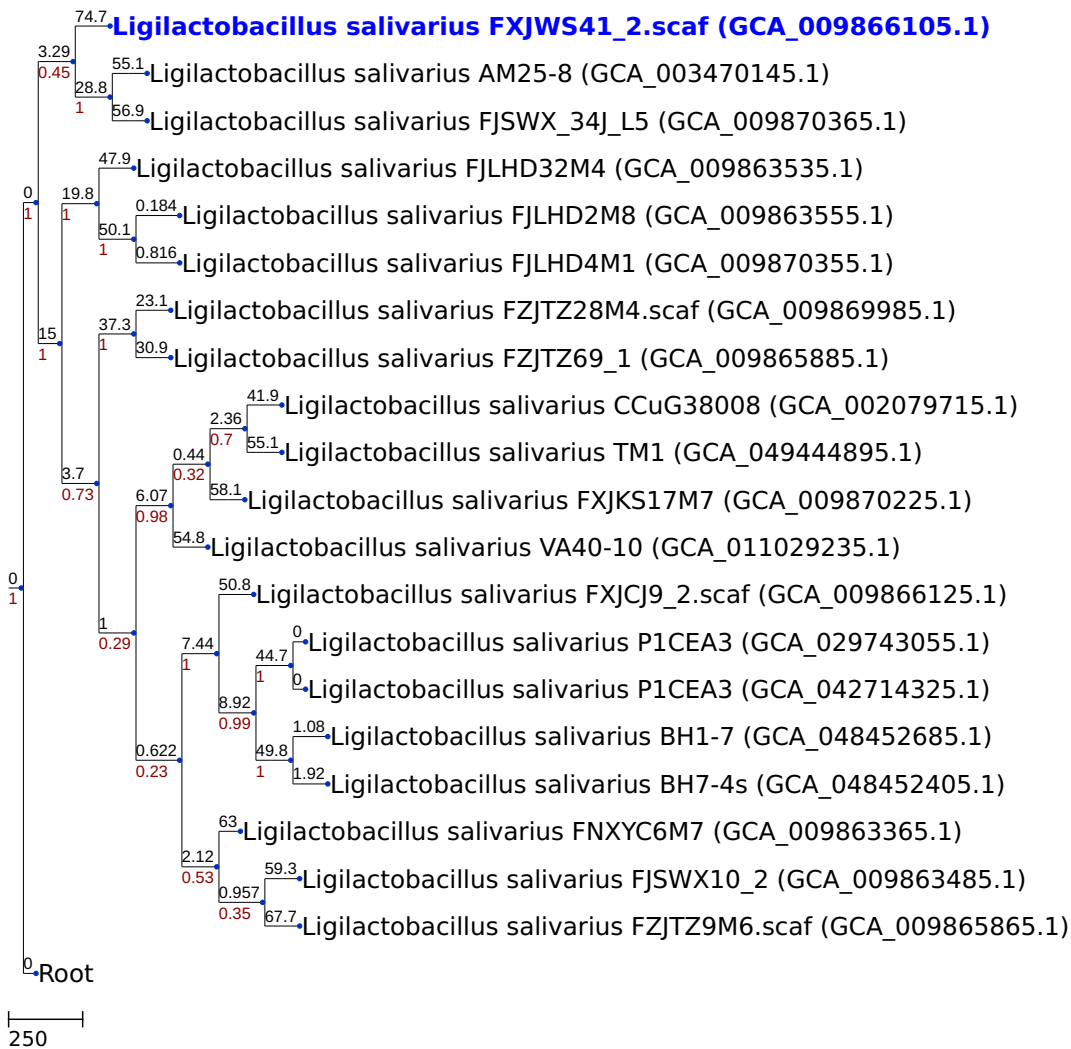 74.7
Ligilactobacillus salivarius FXJWS41_2.scaf (GCA_009866105.1)
3.29
0.45
55.1
Ligilactobacillus salivarius AM25-8 (GCA_003470145.1)
28.8
1
56.9
Ligilactobacillus salivarius FJSWX_34J_L5 (GCA_009870365.1)
47.9
Ligilactobacillus salivarius FJLHD32M4 (GCA_009863535.1)
0
1
19.8
1
0.184
Ligilactobacillus salivarius FJLHD2M8 (GCA_009863555.1)
50.1
1
0.816
Ligilactobacillus salivarius FJLHD4M1 (GCA_009870355.1)
23.1
Ligilactobacillus salivarius FZJTZ28M4.scaf (GCA_009869985.1)
15
1
37.3
1
30.9
Ligilactobacillus salivarius FZJTZ69_1 (GCA_009865885.1)
41.9
Ligilactobacillus salivarius CCuG38008 (GCA_002079715.1)
2.36
0.7
55.1
Ligilactobacillus salivarius TM1 (GCA_049444895.1)
0.44
0.32
3.7
0.73
58.1
Ligilactobacillus salivarius FXJKS17M7 (GCA_009870225.1)
6.07
0.98
54.8
Ligilactobacillus salivarius VA40-10 (GCA_011029235.1)
0
1
50.8
Ligilactobacillus salivarius FXJCJ9_2.scaf (GCA_009866125.1)
1
0.29
0
Ligilactobacillus salivarius P1CEA3 (GCA_029743055.1)
7.44
1
44.7
1
0
Ligilactobacillus salivarius P1CEA3 (GCA_042714325.1)
8.92
0.99
1.08
Ligilactobacillus salivarius BH1-7 (GCA_048452685.1)
0.622
0.23
49.8
1
1.92
Ligilactobacillus salivarius BH7-4s (GCA_048452405.1)
63
Ligilactobacillus salivarius FNXYC6M7 (GCA_009863365.1)
2.12
0.53
59.3
Ligilactobacillus salivarius FJSWX10_2 (GCA_009863485.1)
0.957
0.35
67.7
Ligilactobacillus salivarius FZJTZ9M6.scaf (GCA_009865865.1)
0
Root
250